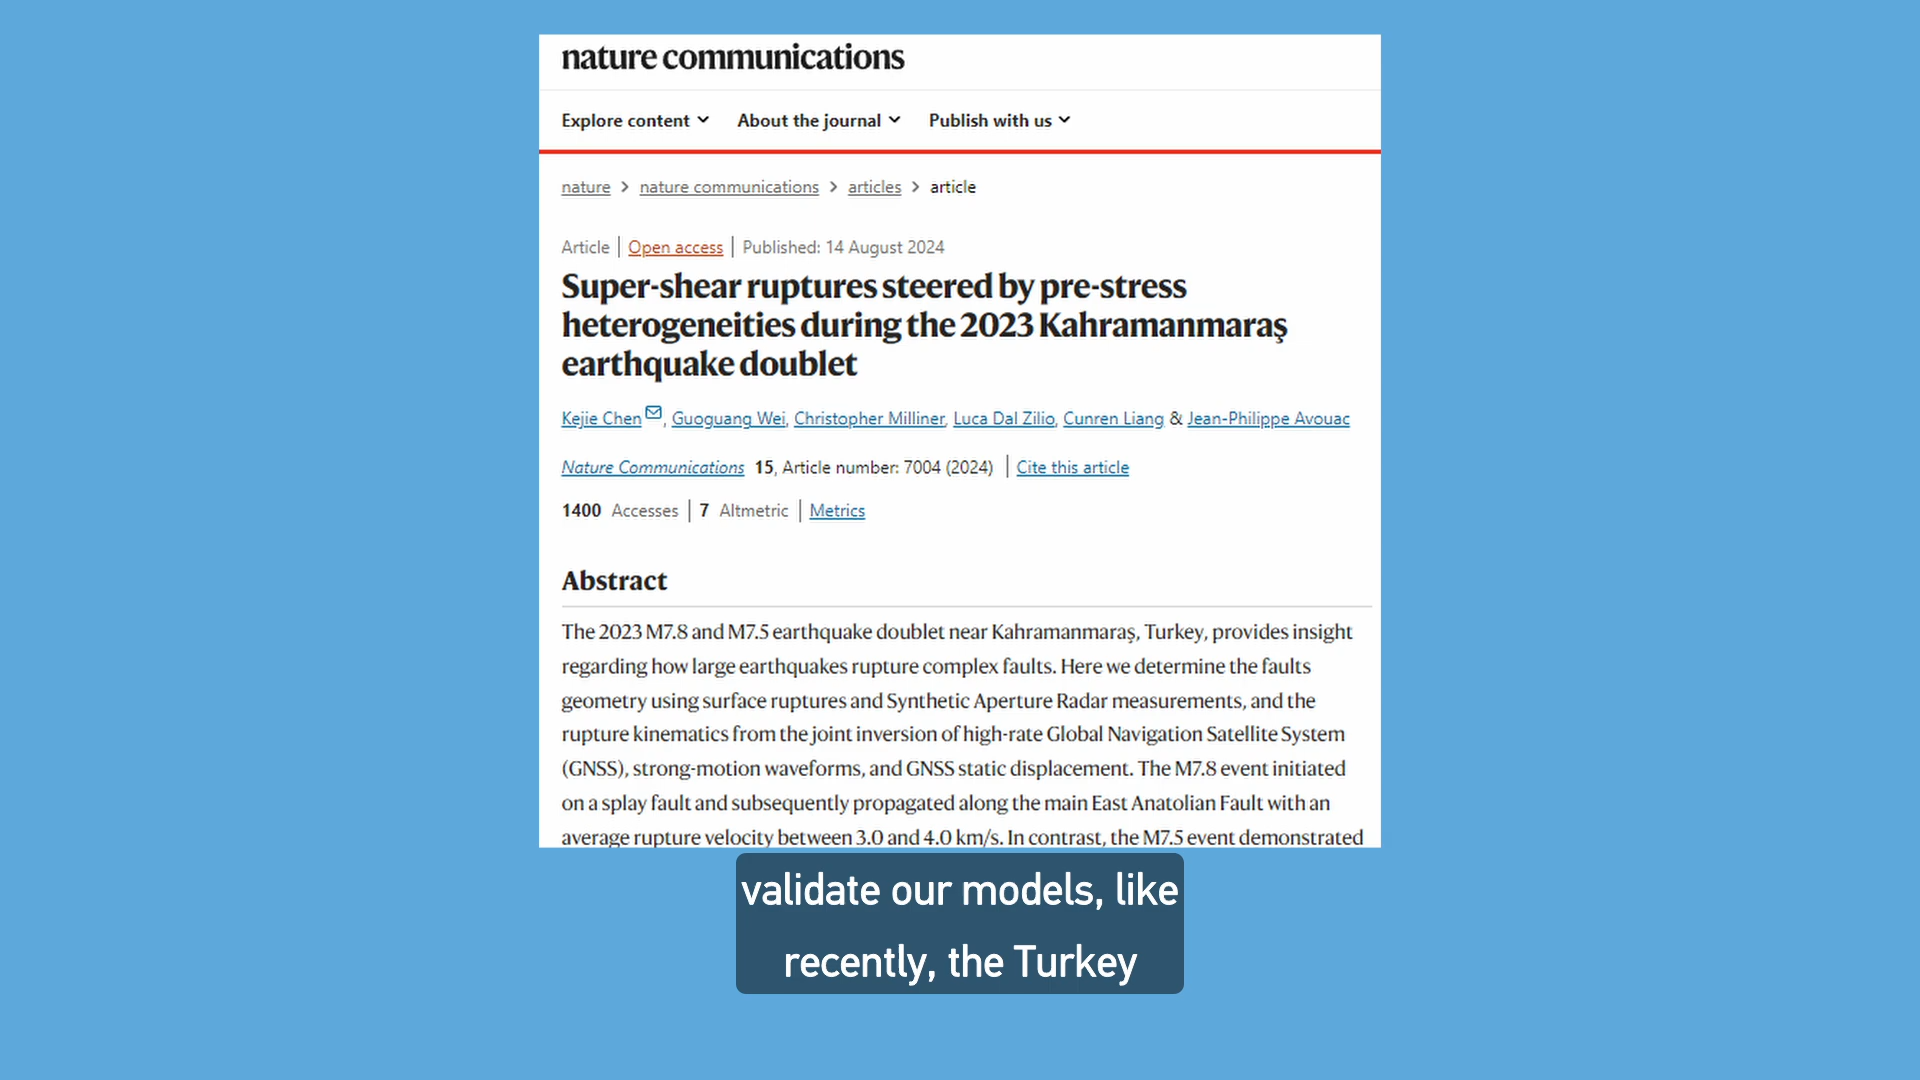 nature communications
Explore content About the journal Publish with us
nature > nature communications > articles > article
Article | Open access | Published: 14 August 2024
Super-shear ruptures steered by pre-stress
heterogeneities during the 2023 Kahramanmaraş
earthquake doublet
Kejie Chen, Guoguang Wei, Christopher Milliner, Luca Dal Zilio, Cunren Liang & Jean-Philippe Avouac
Nature Communications 15, Article number: 7004 (2024) | Cite this article
1400 Accesses | 7 Altmetric | Metrics
Abstract
The 2023 M7.8 and M7.5 earthquake doublet near Kahramanmaraş, Turkey, provides insight
regarding how large earthquakes rupture complex faults. Here we determine the faults
geometry using surface ruptures and Synthetic Aperture Radar measurements, and the
rupture kinematics from the joint inversion of high-rate Global Navigation Satellite System
(GNSS), strong-motion waveforms, and GNSS static displacement. The M7.8 event initiated
on a splay fault and subsequently propagated along the main East Anatolian Fault with an
average rupture velocity between 3.0 and 4.0 km/s. In contrast, the M7.5 event demonstrated
validate our models, like
recently, the Turkey